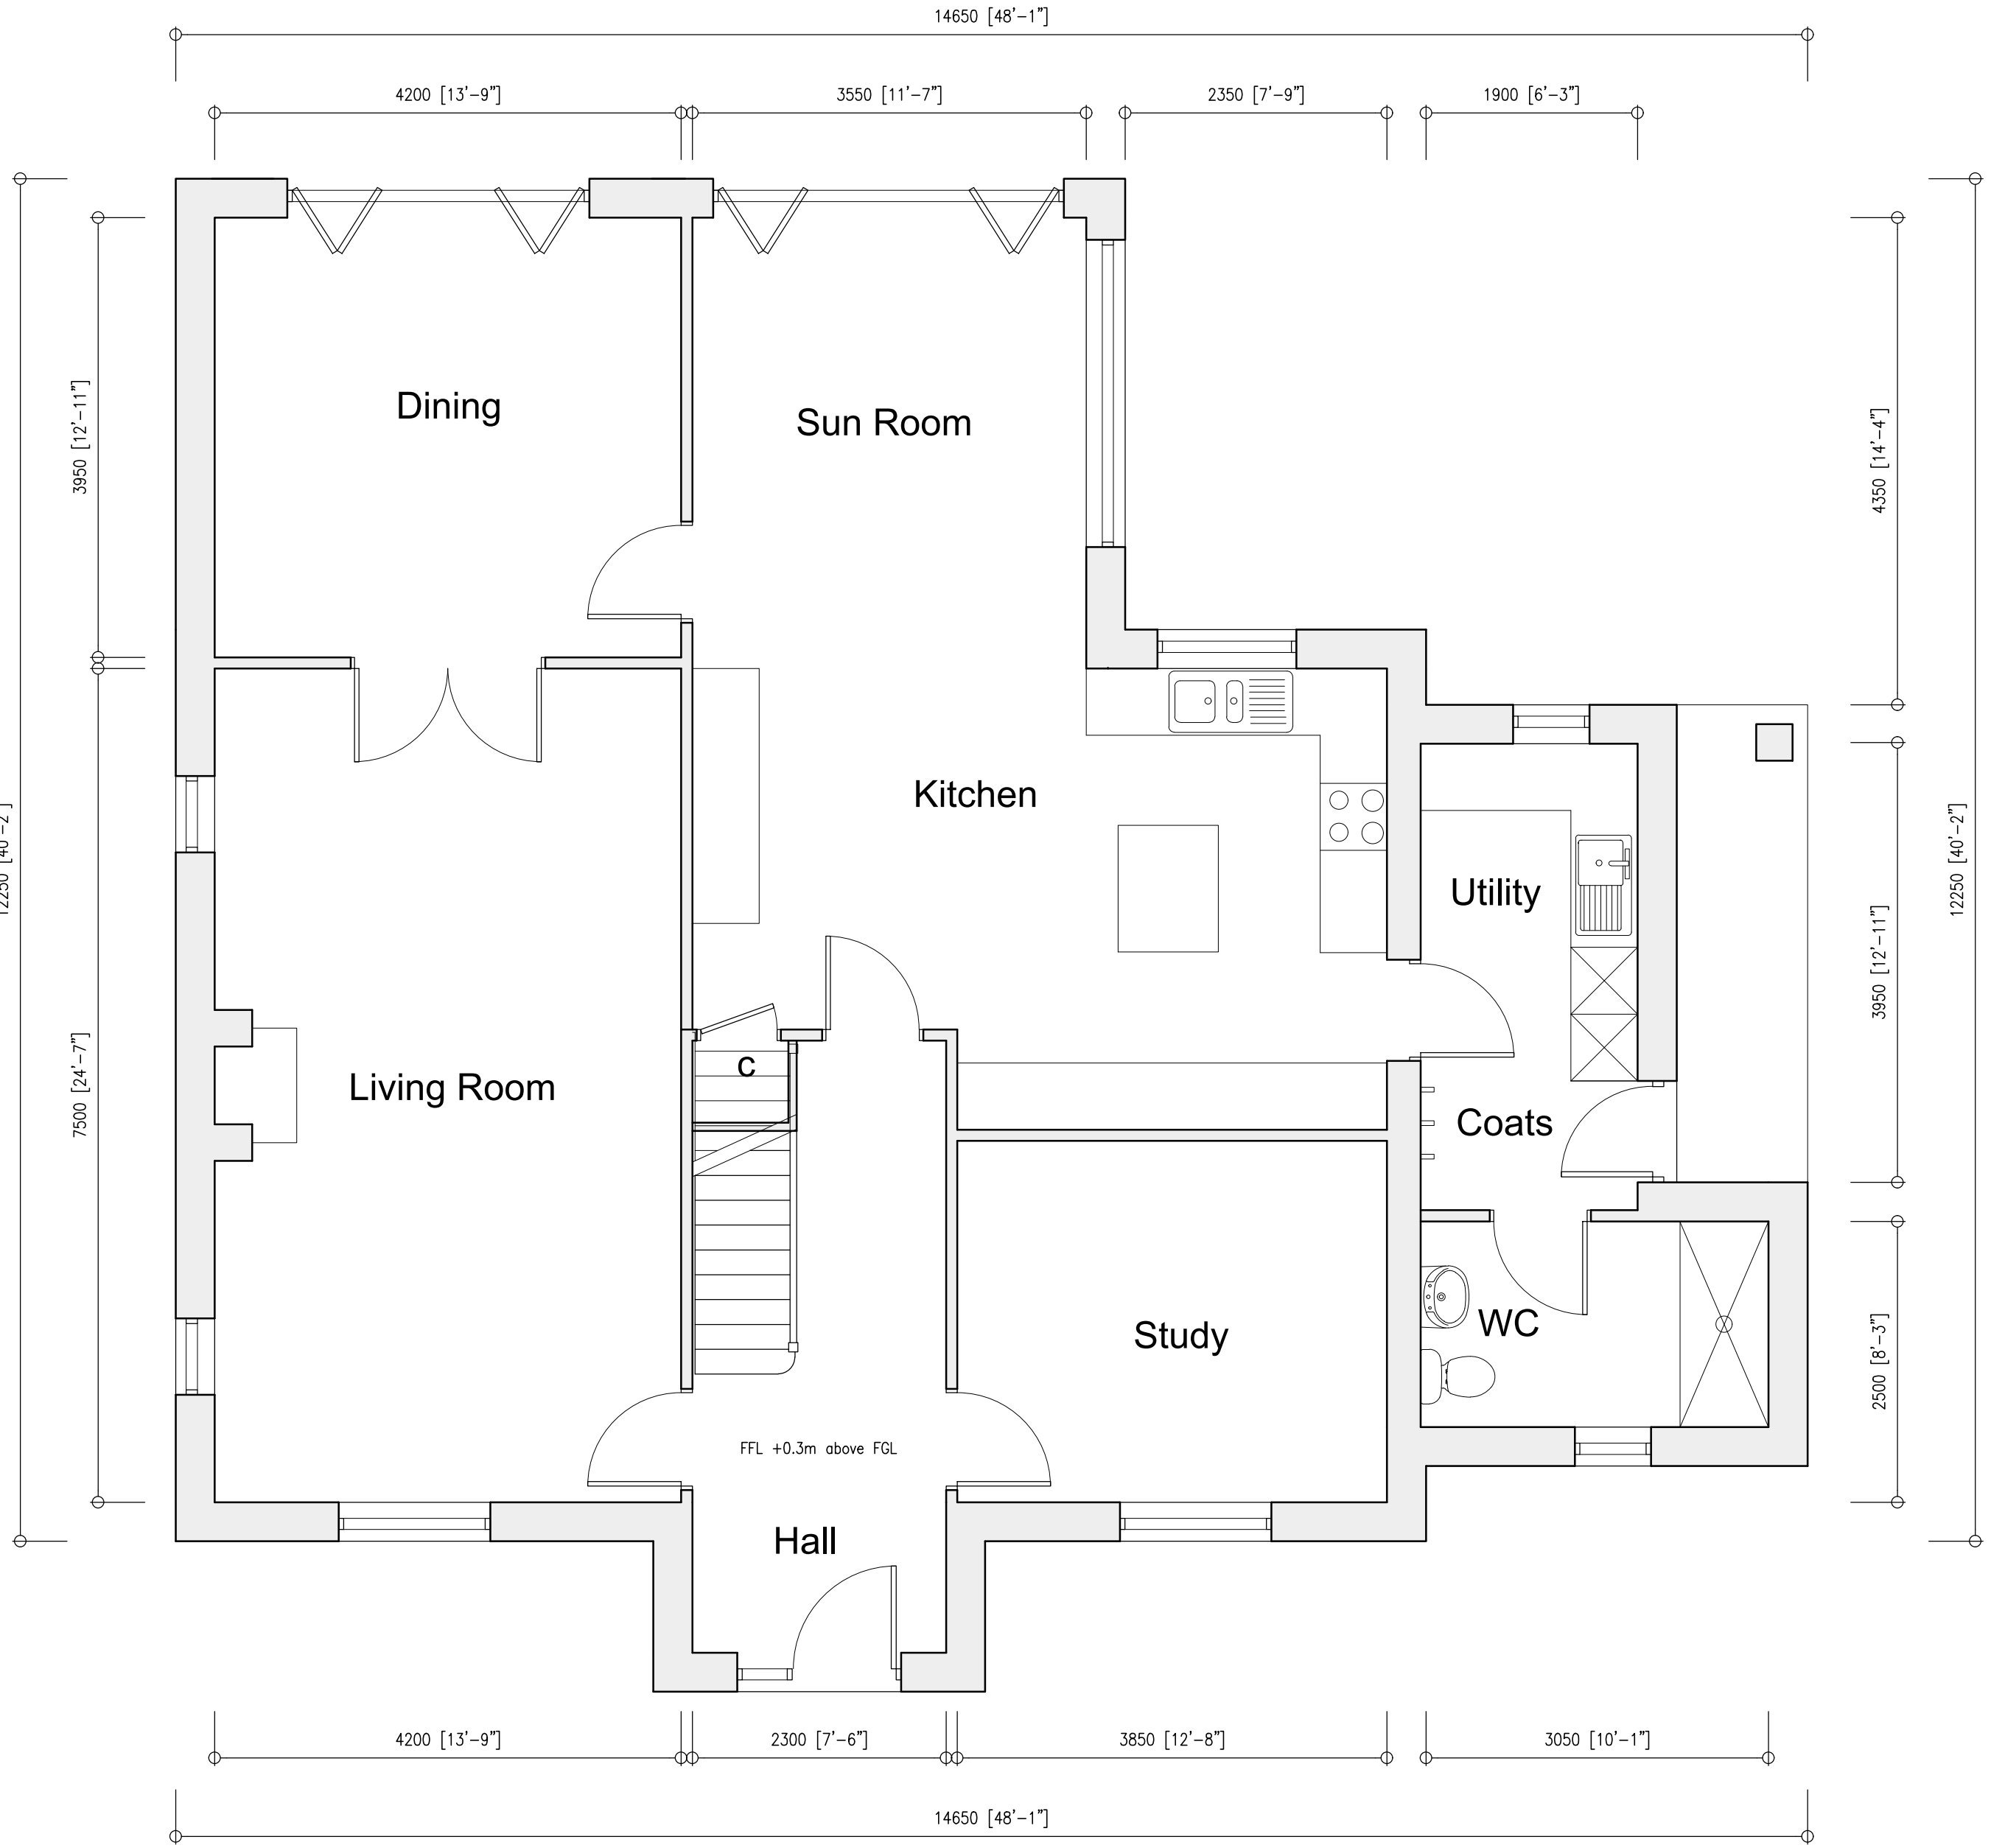 14650 [48'-1"]
4200 [13'-9"]
3550 [11'-7"]
2350 [7'-9"]
1900 [6'-3"]
Dining
Sun Room
3950 [12'-11"]
4350 [14'-4"]
Kitchen
12250 [40'-2"]
12250 [40'-2"]
Utility
3950 [12'-11"]
C
Living Room
7500 [24'-7"]
Coats
Study
WC
2500 [8'-3"]
FFL +0.3m above FGL
Hall
4200 [13'-9"]
2300 [7'-6"]
3850 [12'-8"]
3050 [10'-1"]
14650 [48'-1"]